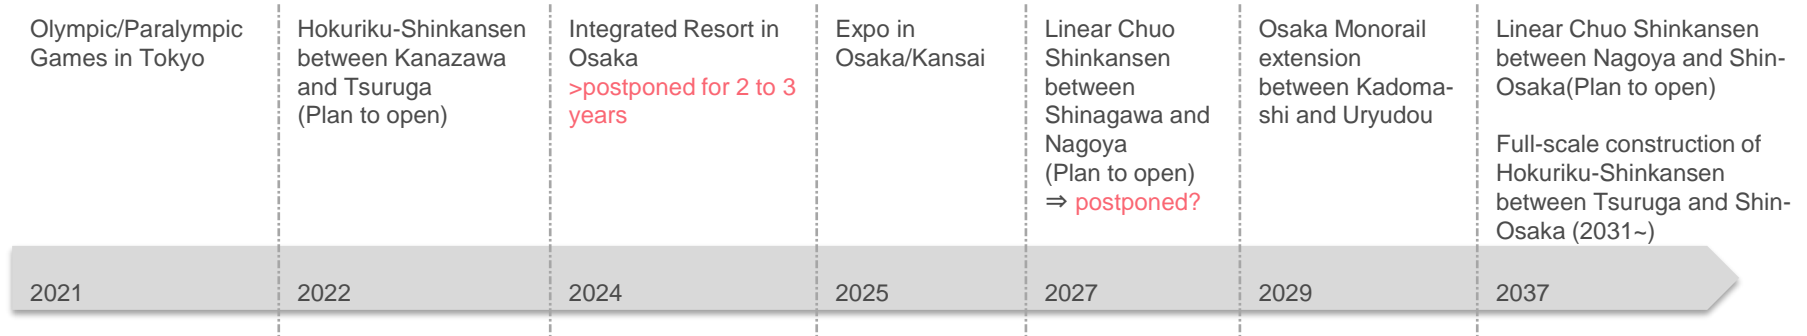 Olympic/Paralympic
Games in Tokyo
Hokuriku-Shinkansen
between Kanazawa
and Tsuruga
(Plan to open)
Integrated Resort in
Osaka
>postponed for 2 to 3
years
Expo in
Osaka/Kansai
Linear Chuo
Shinkansen
between
Shinagawa and
Nagoya
(Plan to open)
⇒ postponed?
Osaka Monorail
extension
between Kadoma-
shi and Uryudou
Linear Chuo Shinkansen
between Nagoya and Shin-
Osaka(Plan to open)
Full-scale construction of
Hokuriku-Shinkansen
between Tsuruga and Shin-
Osaka (2031~)
2021
2022
2024
2025
2027
2029
2037